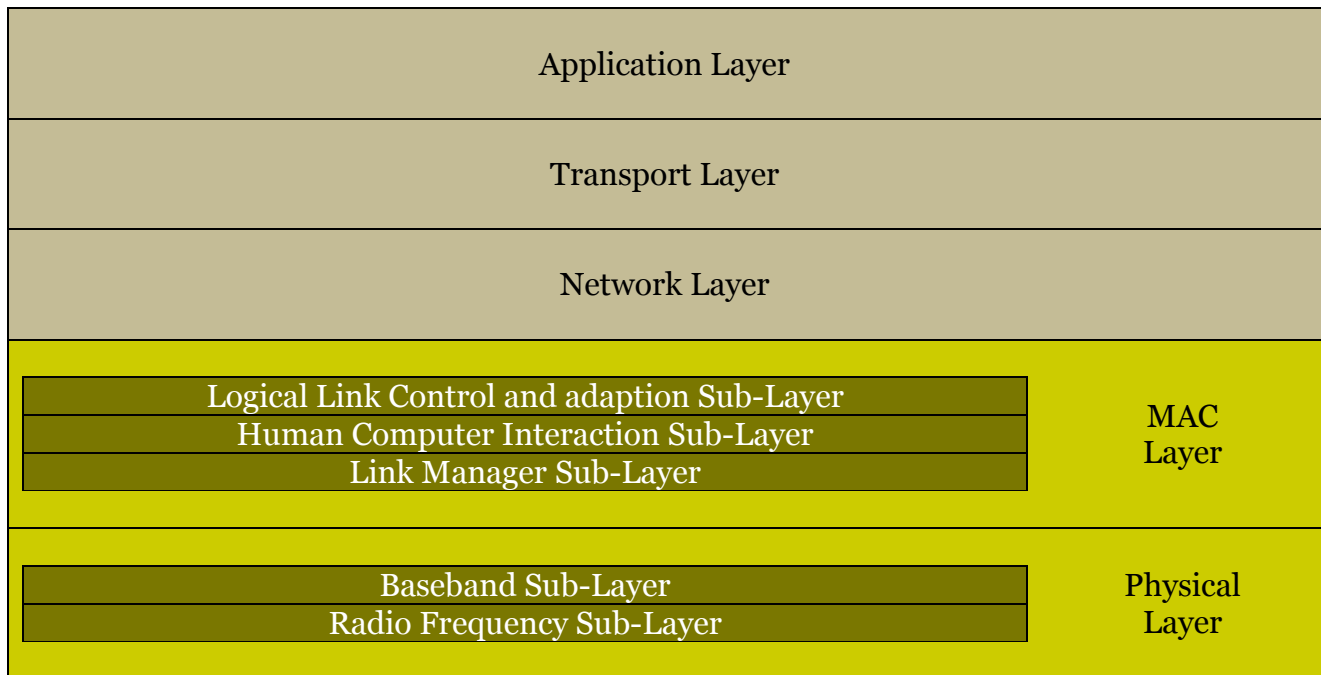 Application Layer
Transport Layer
Network Layer
Logical Link Control and adaption Sub-Layer
Human Computer Interaction Sub-Layer
Link Manager Sub-Layer
MAC
Layer
Baseband Sub-Layer
Radio Frequency Sub-Layer
Physical
Layer